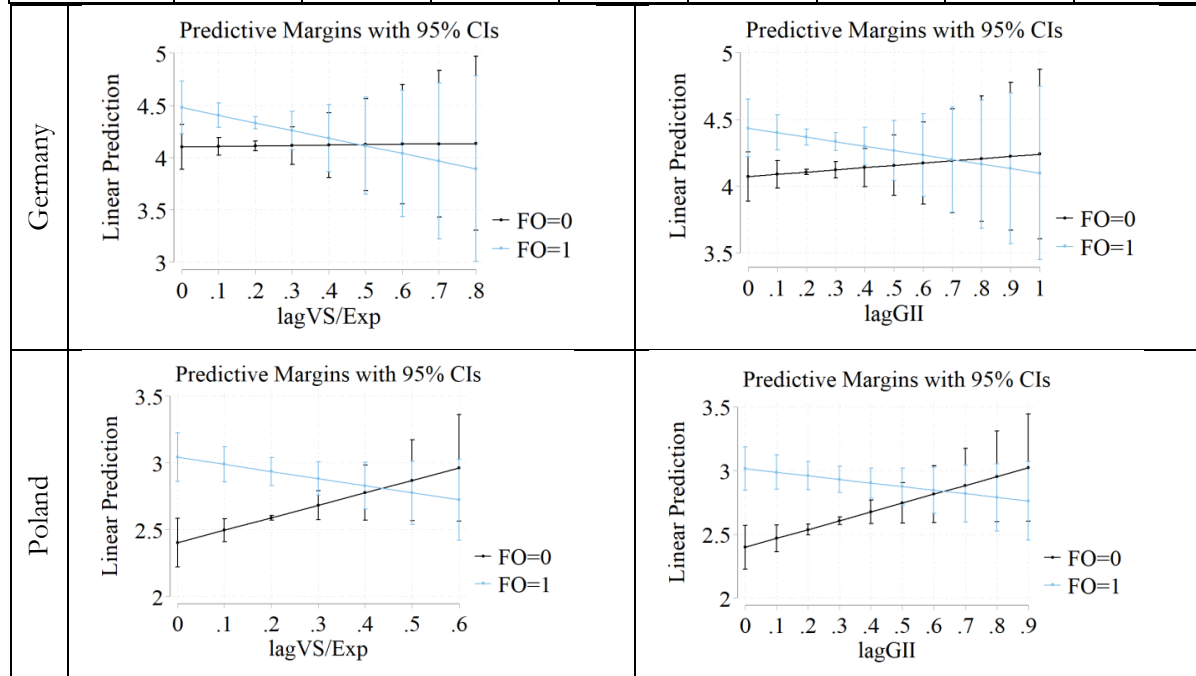 Germany
Predictive Margins with 95% CIs
Linear Prediction
5
4.5
4
3.5
3
0 .1 .2 .3 .4 .5 .6 .7 .8
lagVS/Exp
FO=0
FO=1
Predictive Margins with 95% CIs
Linear Prediction
5
4.5
4
3.5
0 .1 .2 .3 .4 .5 .6 .7 .8 .9 1
lagGII
FO=0
FO=1
Poland
Predictive Margins with 95% CIs
Linear Prediction
3.5
3
2.5
2
0 .1 .2 .3 .4 .5 .6
lagVS/Exp
FO=0
FO=1
Predictive Margins with 95% CIs
Linear Prediction
3.5
3
2.5
2
0 .1 .2 .3 .4 .5 .6 .7 .8 .9
lagGII
FO=0
FO=1